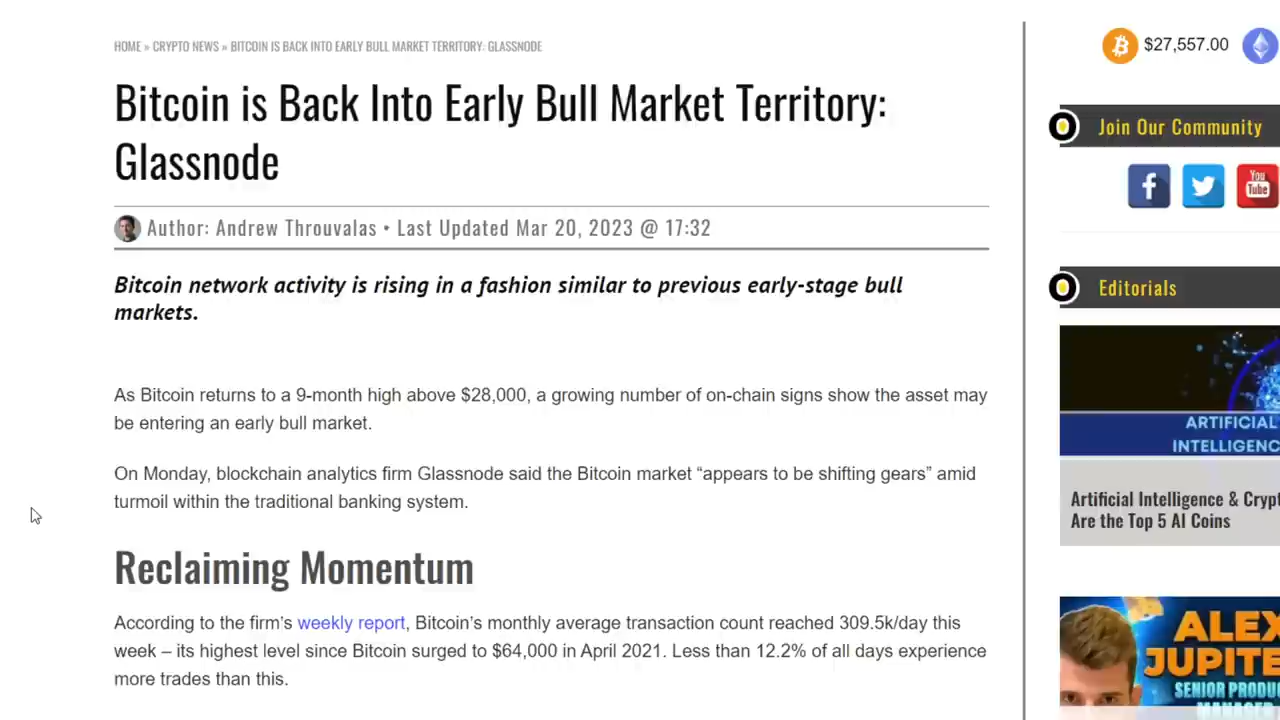 HOME » CRYPTO NEWS » BITCOIN IS BACK INTO EARLY BULL MARKET TERRITORY: GLASSNODE
Bitcoin is Back Into Early Bull Market Territory:
Glassnode
Author: Andrew Throuvalas • Last Updated Mar 20, 2023 @ 17:32
Bitcoin network activity is rising in a fashion similar to previous early-stage bull
markets.
As Bitcoin returns to a 9-month high above $28,000, a growing number of on-chain signs show the asset may
be entering an early bull market.
On Monday, blockchain analytics firm Glassnode said the Bitcoin market “appears to be shifting gears” amid
turmoil within the traditional banking system.
Reclaiming Momentum
According to the firm’s weekly report, Bitcoin’s monthly average transaction count reached 309.5k/day this
week – its highest level since Bitcoin surged to $64,000 in April 2021. Less than 12.2% of all days experience
more trades than this.
$27,557.00
Join Our Community
You
Tube
Editorials
ARTIFICIAL
INTELLIGENC
Artificial Intelligence & Crypt
Are the Top 5 AI Coins
ALEX
JUPITE
SENIOR PRODU
MANAGER